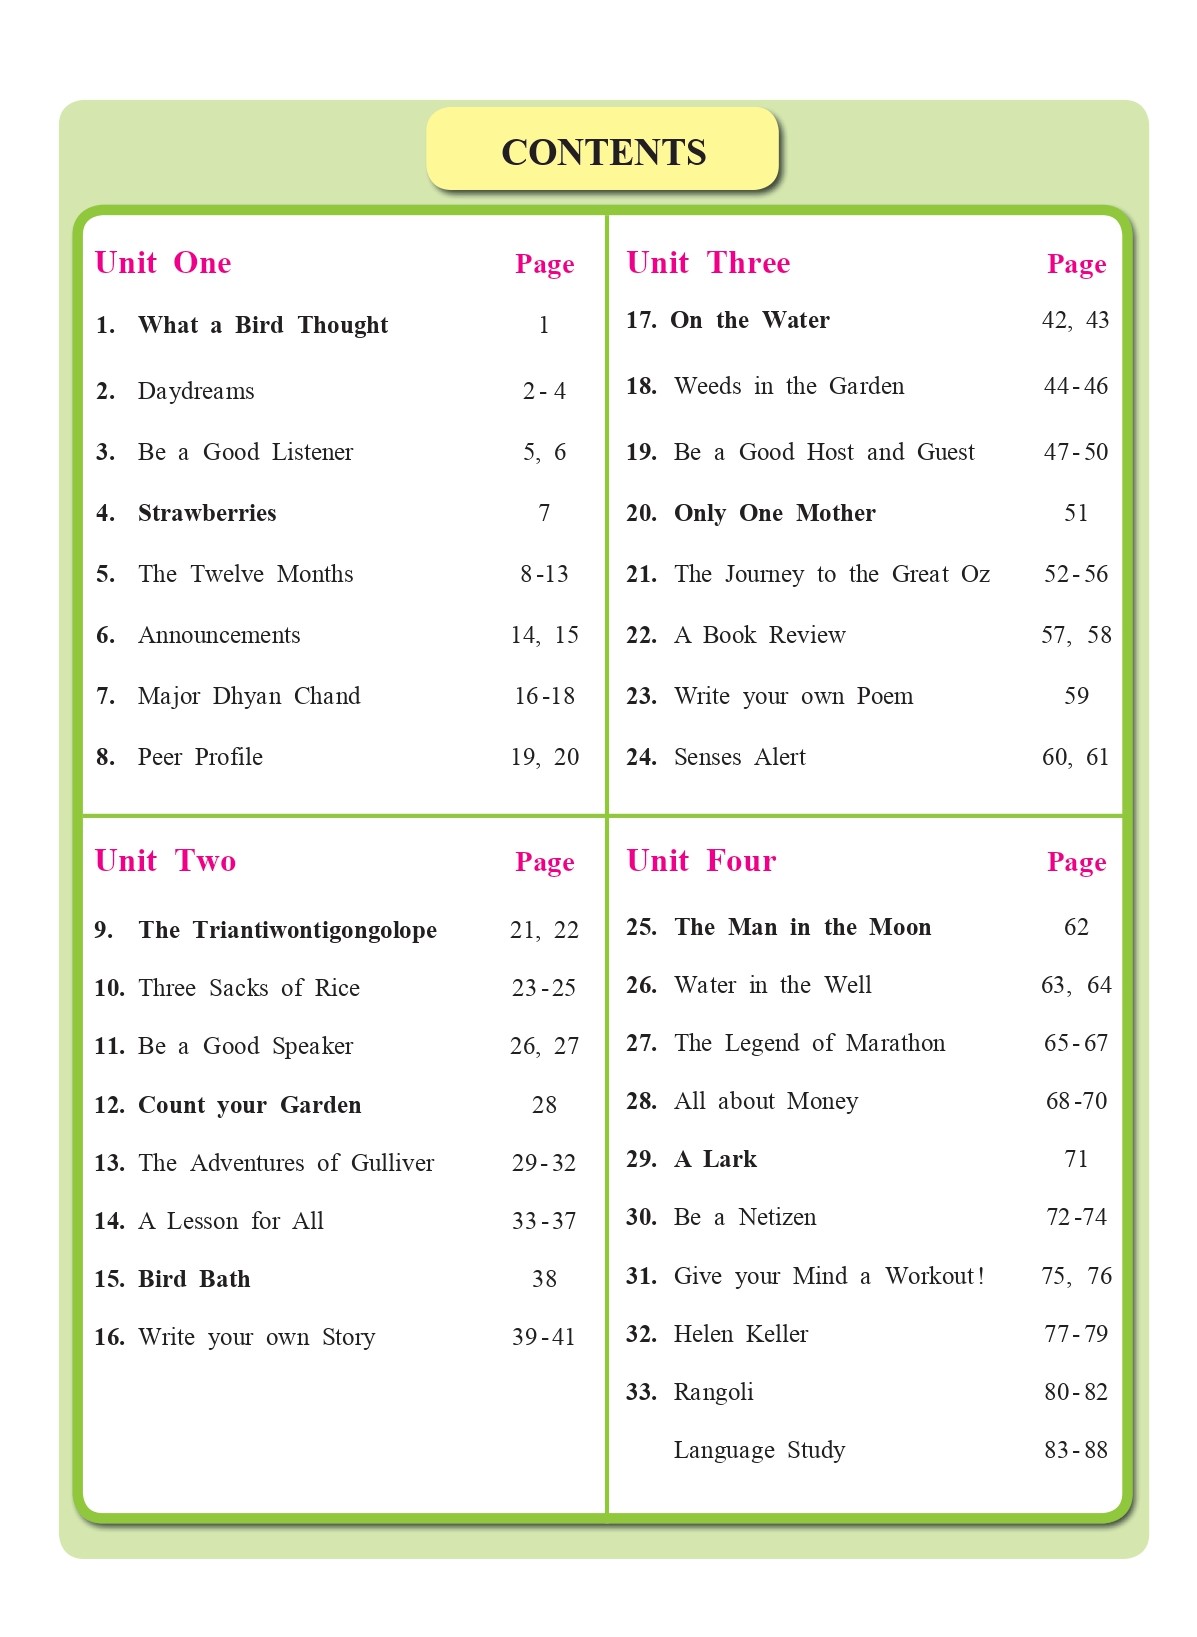 CONTENTS
Unit One Page
1. What a Bird Thought 1
2. Daydreams 2 - 4
3. Be a Good Listener 5, 6
4. Strawberries 7
5. The Twelve Months 8 -13
6. Announcements 14, 15
7. Major Dhyan Chand 16 -18
8. Peer Profile 19, 20
Unit Two Page
9. The Triantiwontigongolope 21, 22
10. Three Sacks of Rice 23 - 25
11. Be a Good Speaker 26, 27
12. Count your Garden 28
13. The Adventures of Gulliver 29 - 32
14. A Lesson for All 33 - 37
15. Bird Bath 38
16. Write your own Story 39 - 41
Unit Three Page
17. On the Water 42, 43
18. Weeds in the Garden 44 - 46
19. Be a Good Host and Guest 47 - 50
20. Only One Mother 51
21. The Journey to the Great Oz 52 - 56
22. A Book Review 57, 58
23. Write your own Poem 59
24. Senses Alert 60, 61
Unit Four Page
25. The Man in the Moon 62
26. Water in the Well 63, 64
27. The Legend of Marathon 65 - 67
28. All about Money 68 -70
29. A Lark 71
30. Be a Netizen 72 -74
31. Give your Mind a Workout! 75, 76
32. Helen Keller 77 - 79
33. Rangoli 80 - 82
Language Study 83 - 88